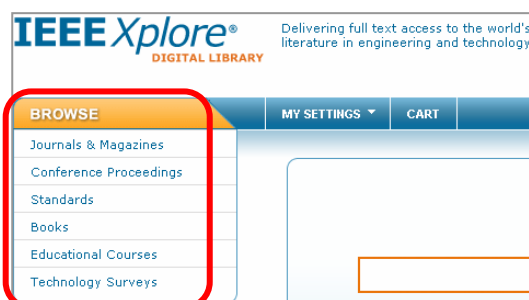 IEEE Xplore®
DIGITAL LIBRARY
Delivering full text access to the world's
literature in engineering and technology
BROWSE
MY SETTINGS
CART
Journals & Magazines
Conference Proceedings
Standards
Books
Educational Courses
Technology Surveys